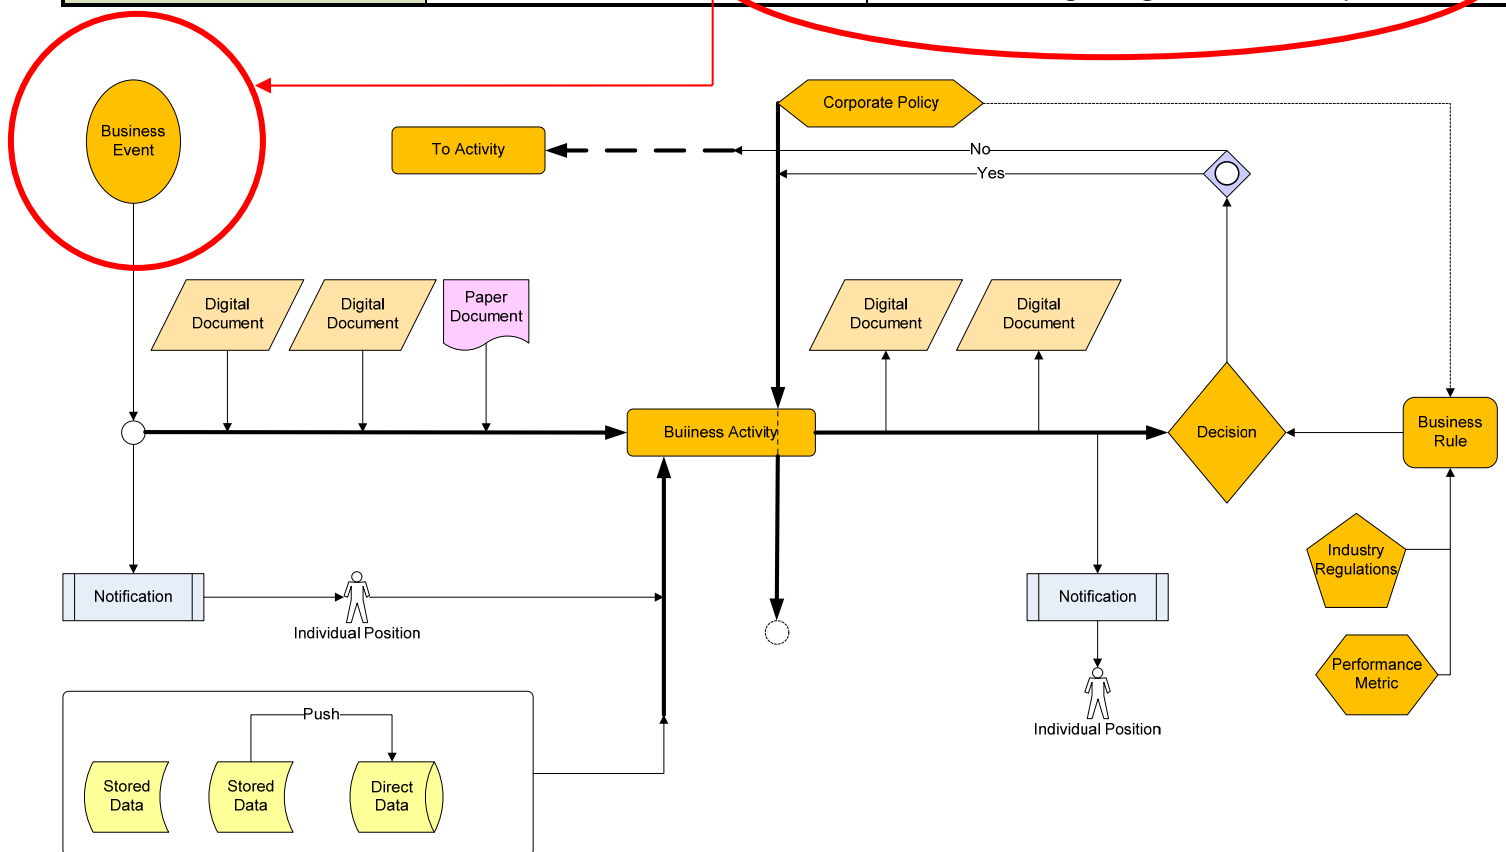 Corporate Policy
Business
Event
To Activity
No
Yes
Digital
Document
Digital
Document
Paper
Document
Digital
Document
Digital
Document
Buiiness Activity
Decision
Business
Rule
Industry
Regulations
Notification
Individual Position
Notification
Performance
Metric
Individual Position
Push
Stored
Data
Stored
Data
Direct
Data